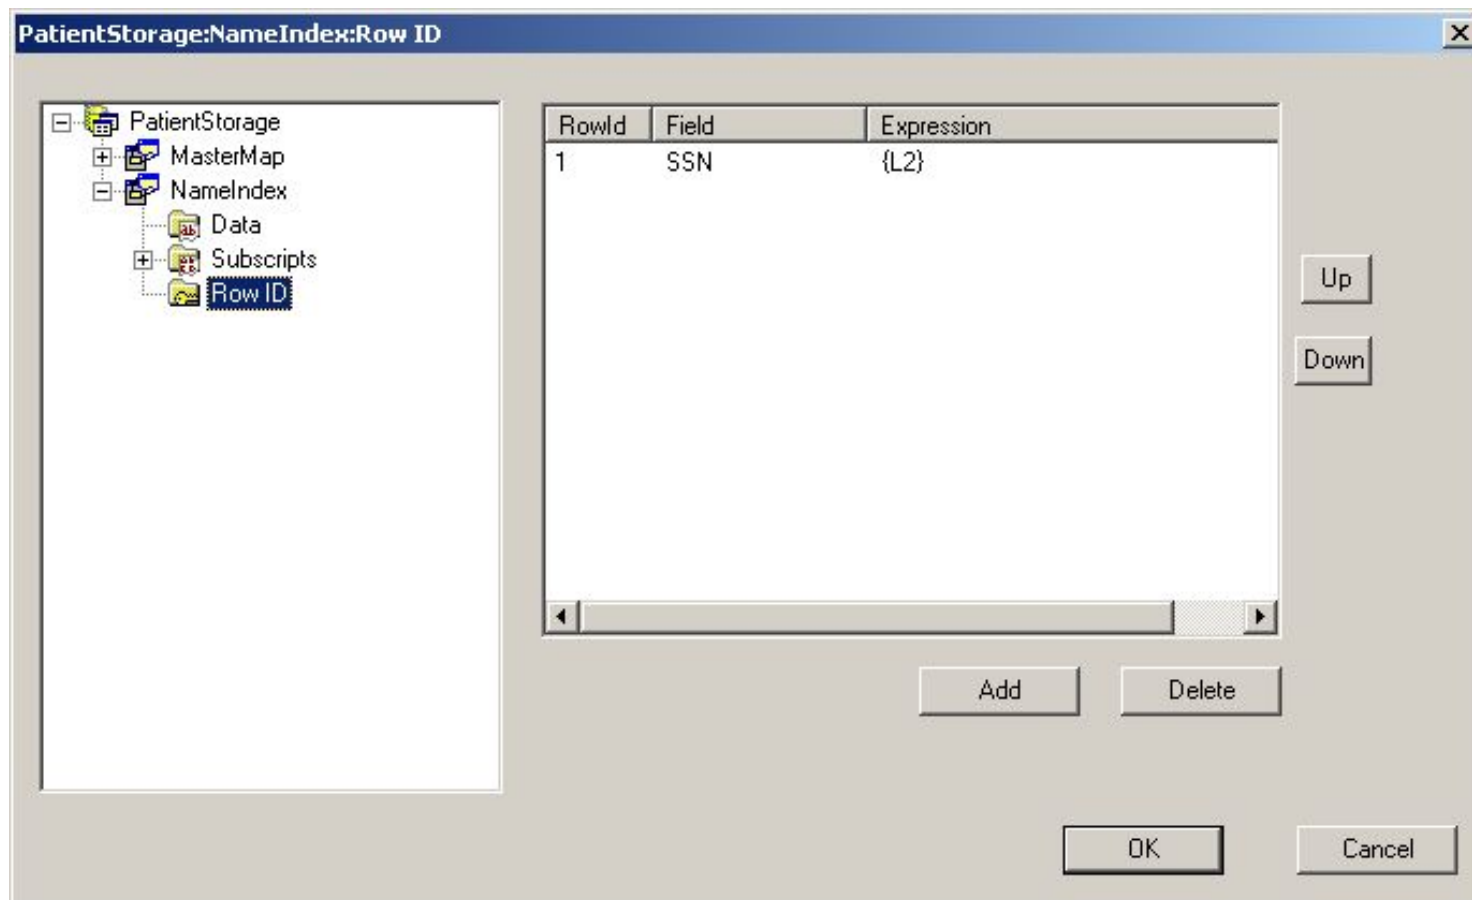 PatientStorage:NameIndex:Row ID
PatientStorage
MasterMap
NameIndex
Data
Subscripts
Row ID
RowId Field Expression
1 SSN {L2}
Up
Down
Add Delete
OK Cancel